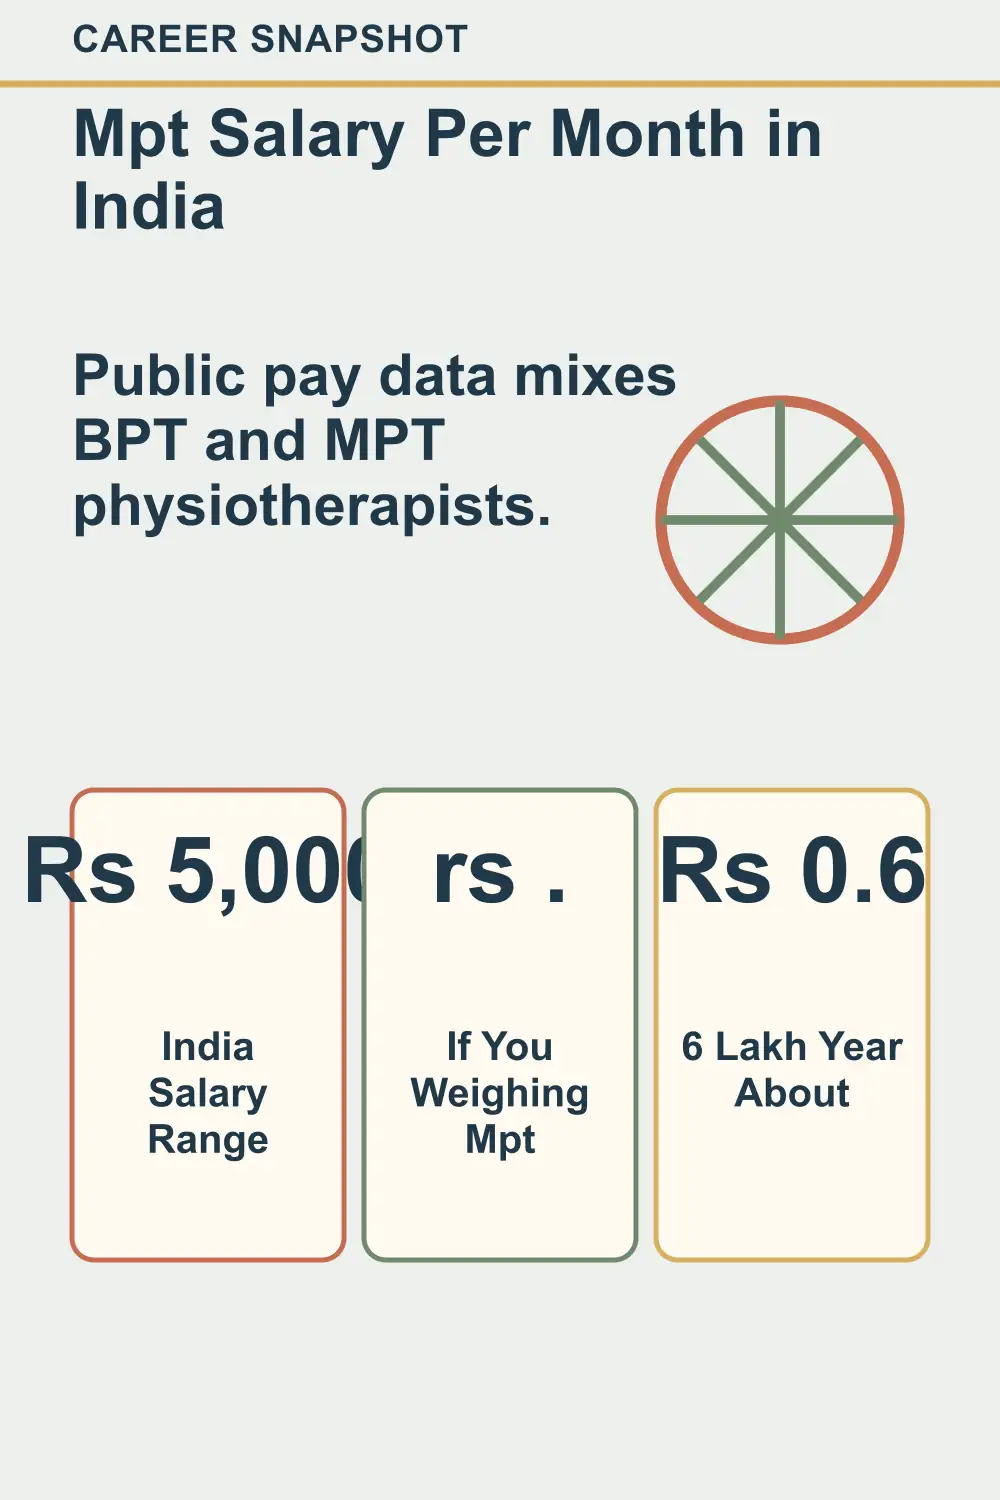 CAREER SNAPSHOT
Mpt Salary Per Month in
India
Public pay data mixes
BPT and MPT
physiotherapists.
Rs 5,000
rs .
Rs 0.6
India
Salary
Range
If You
Weighing
Mpt
6 Lakh Year
About